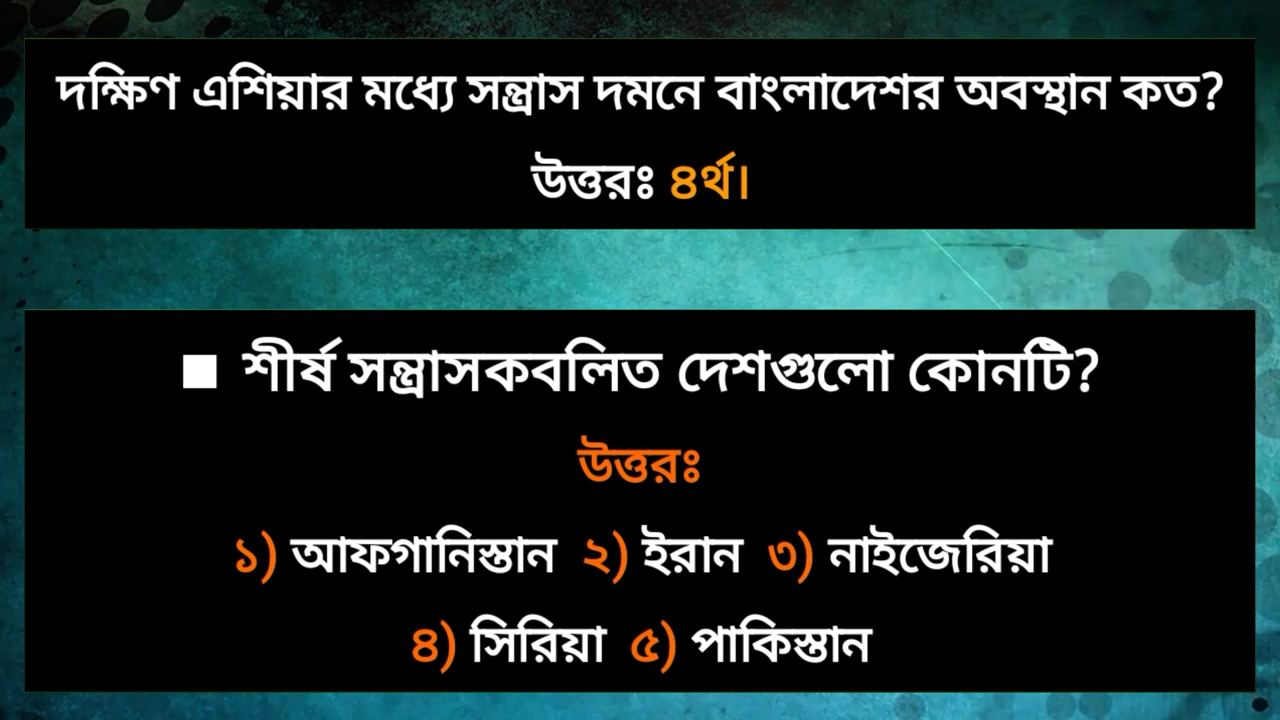 দক্ষিণ এশিয়ার মধ্যে সন্ত্রাস দমনে বাংলাদেশর অবস্থান কত?
উত্তরঃ ৪র্থ।
■ শীর্ষ সন্ত্রাসকবলিত দেশগুলো কোনটি?
উত্তরঃ
১) আফগানিস্তান ২) ইরান ৩) নাইজেরিয়া
৪) সিরিয়া ৫) পাকিস্তান